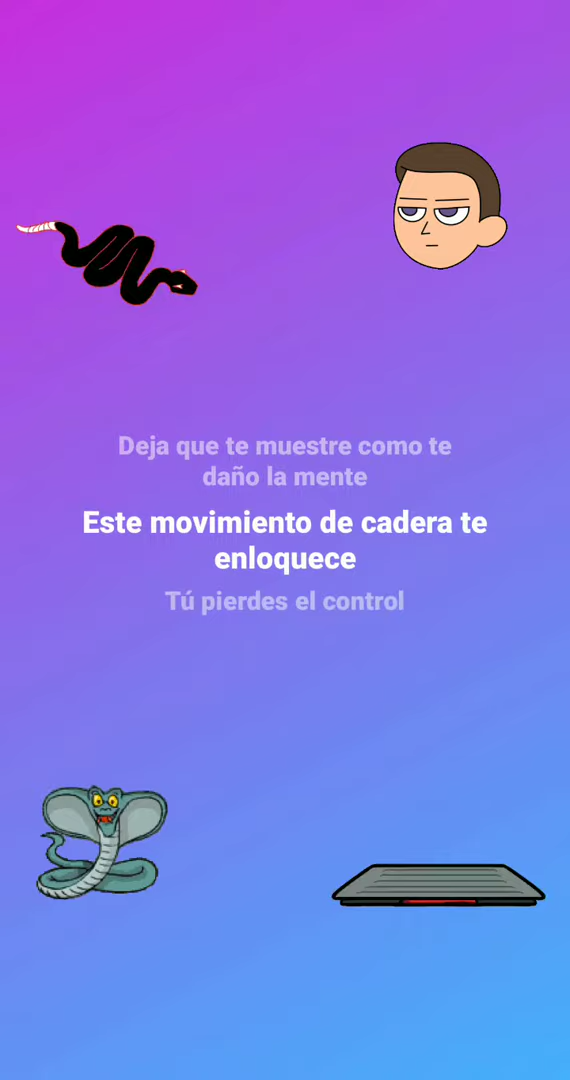 Deja que te muestre como te
daño la mente
Este movimiento de cadera te
enloquece
Tú pierdes el control